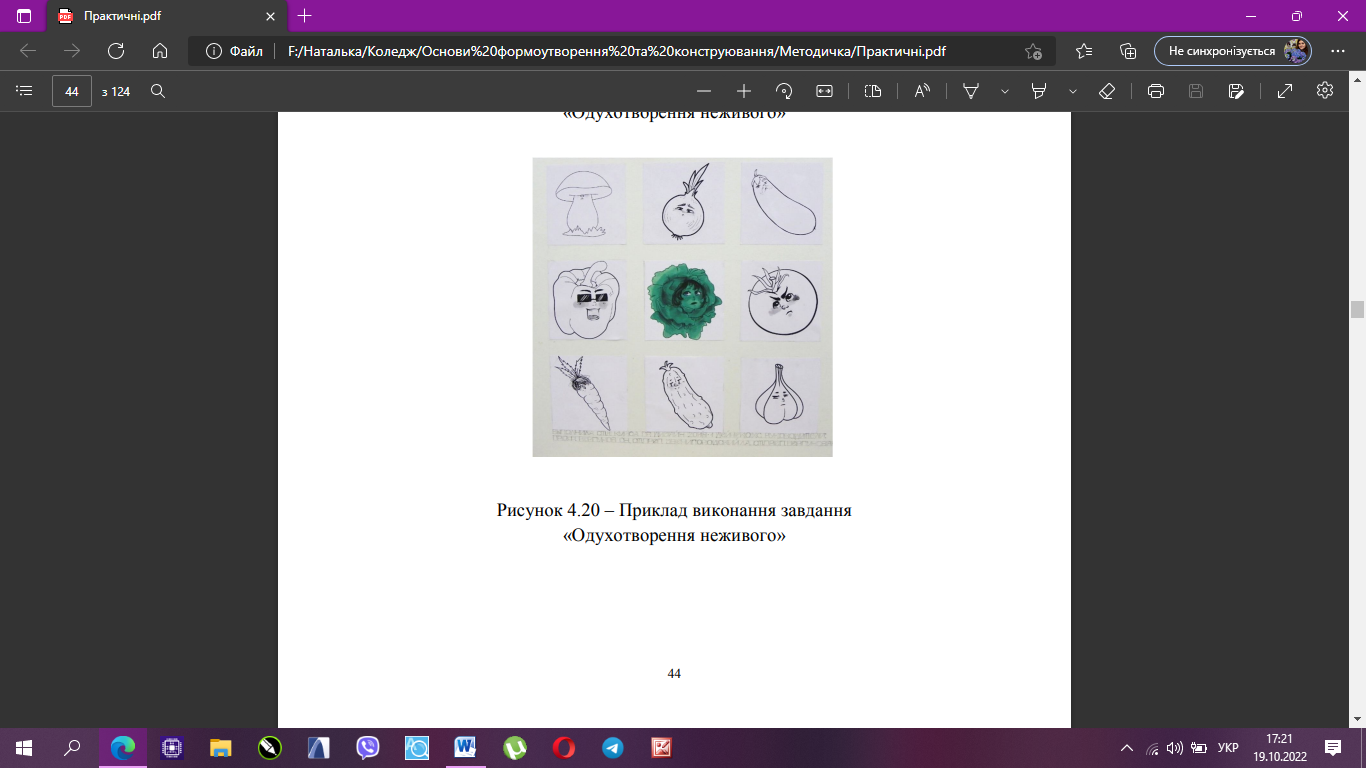 Практичні.pdf
Файл
F:/Наталька/Коледж/Основи%20формоутворення%20та%20конструювання/Методичка/Практичні.pdf
Не синхронізується
44 з 124
«Одухотворення неживого»
Рисунок 4.20 – Приклад виконання завдання
«Одухотворення неживого»
44
УКР
17:21
19.10.2022